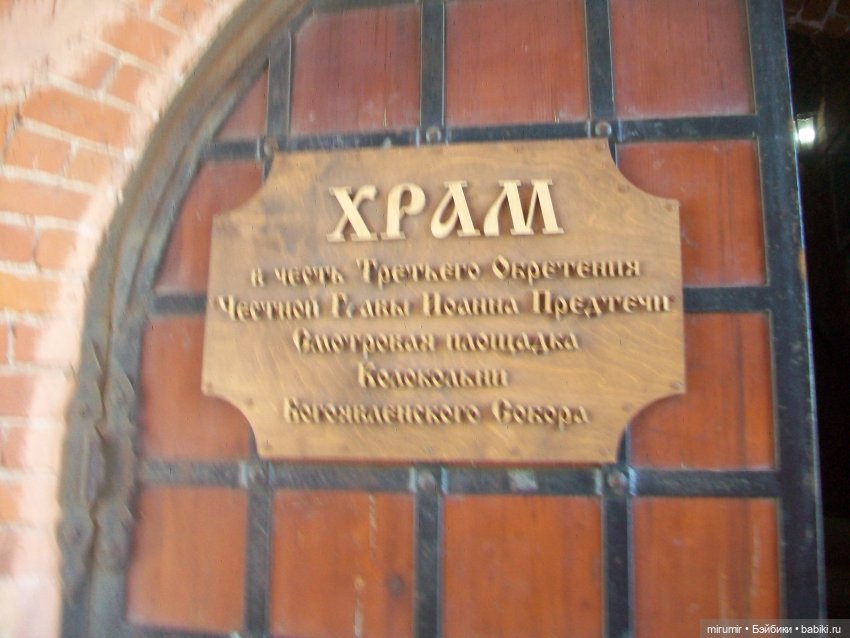 ХРАМ
в честь Третьего Обретения
Честной Главы Иоанна Предтечи
Смотровая площадка
Колокольни
Богоявленского Собора
mirumir • Бэйбики • babiki.ru